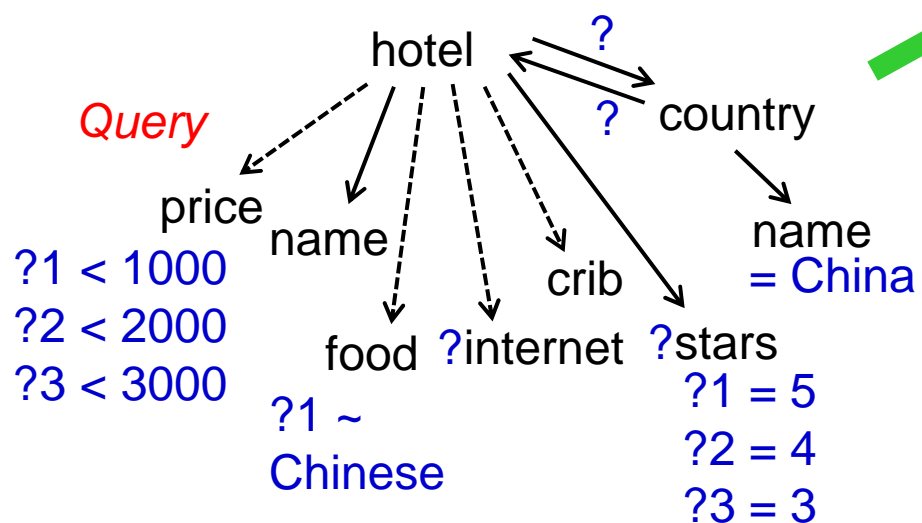 hotel
?
?
country
Query
price
name
name
= China
?1 < 1000
?2 < 2000
?3 < 3000
crib
food
?internet
?stars
?1 ~
Chinese
?1 = 5
?2 = 4
?3 = 3